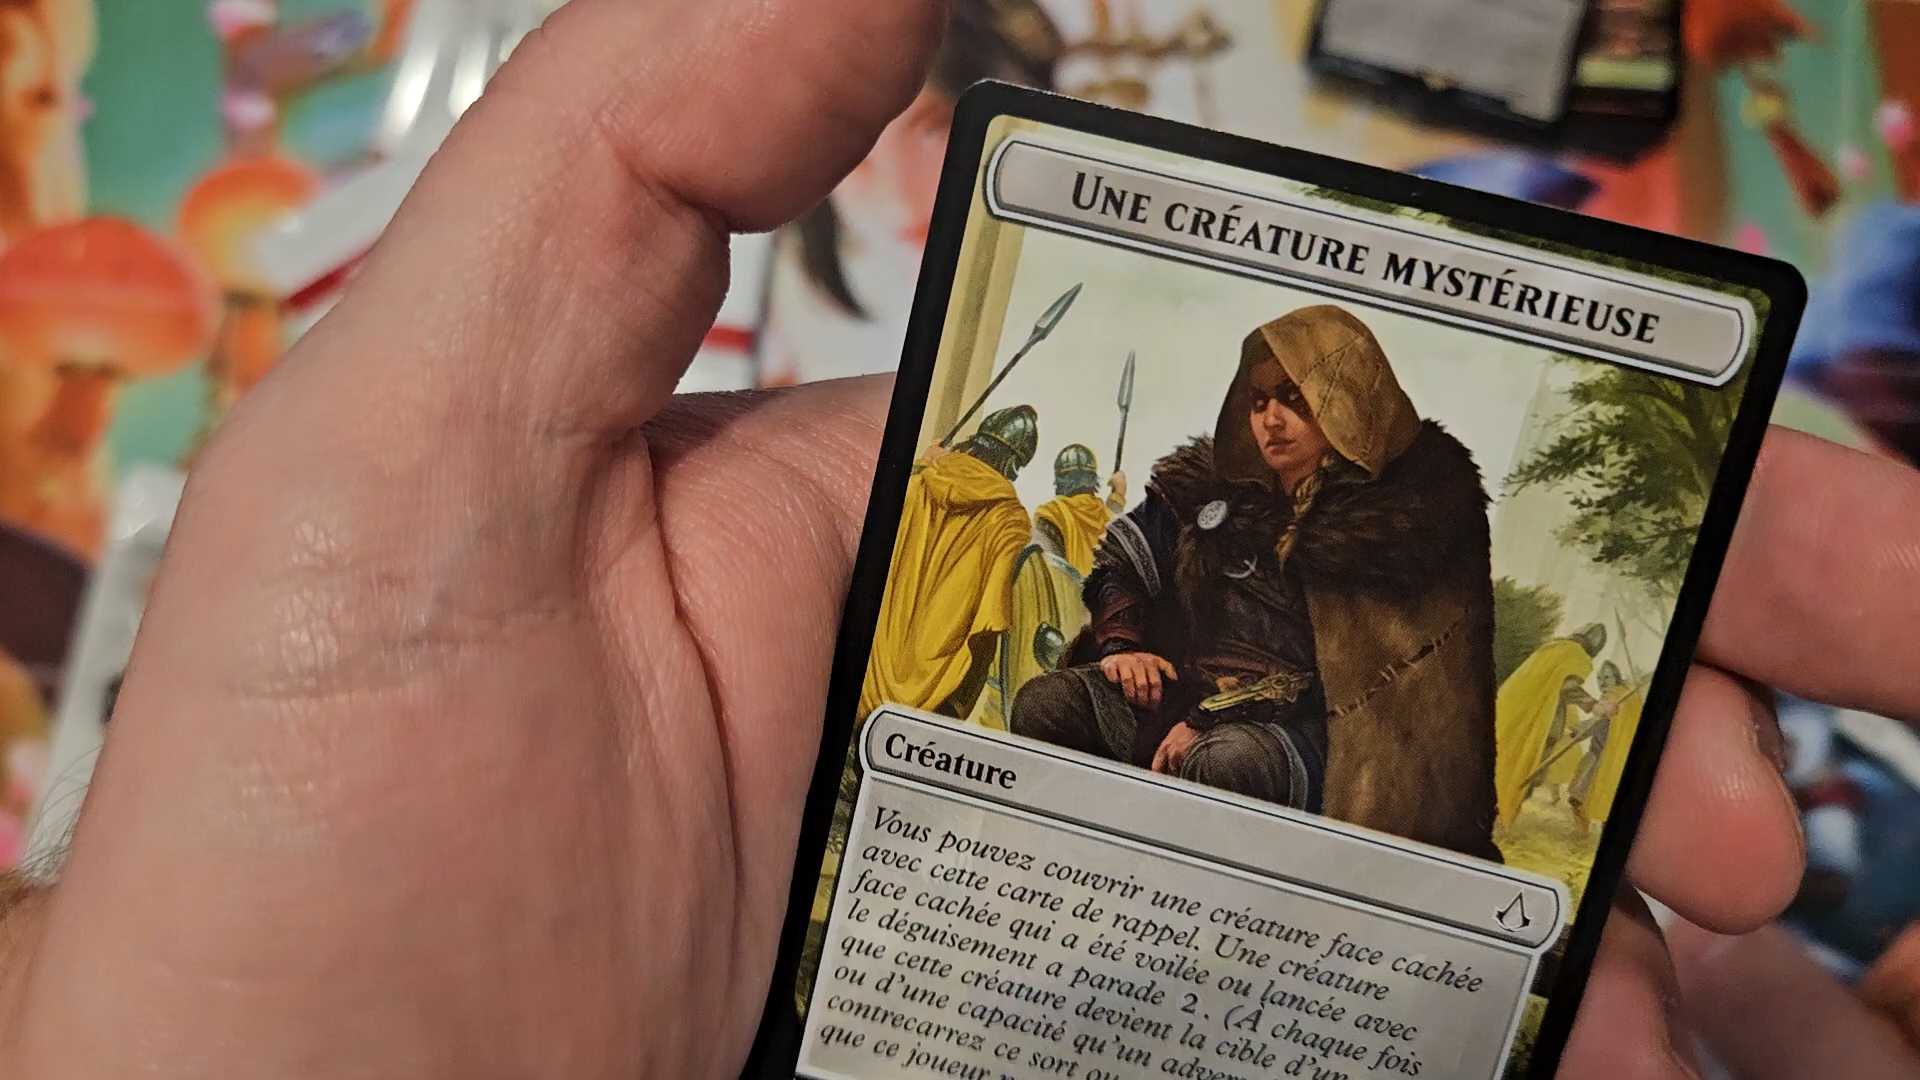 UNE CRÉATURE MYSTÉRIEUSE
Créature
Vous pouvez couvrir une créature face cachée
avec cette carte de rappel. Une créature
face cachée qui a été voilée ou lancée avec
le déguisement a parade 2. (À chaque fois
que cette créature devient la cible d'un
ou d'une capacité qu'un
contrecarrez ce sort ou
que ce joueur